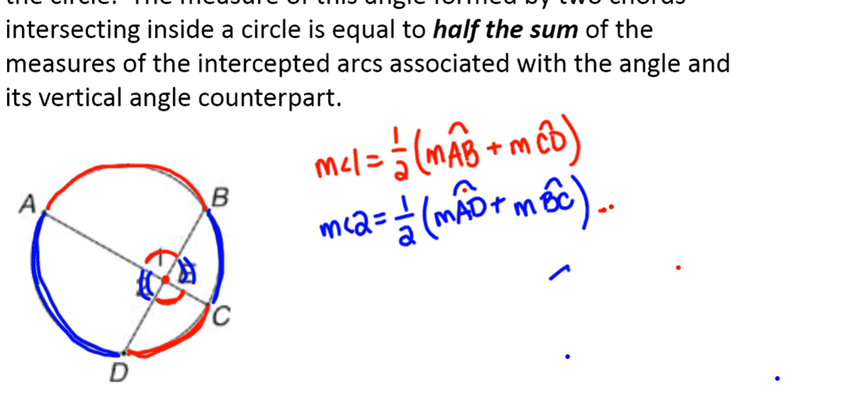 intersecting inside a circle is equal to half the sum of the
measures of the intercepted arcs associated with the angle and
its vertical angle counterpart.
m∠1 = 1/2 (mAB + mCD)
m∠2 = 1/2 (mAD + mBC)
A
B
1
C
D